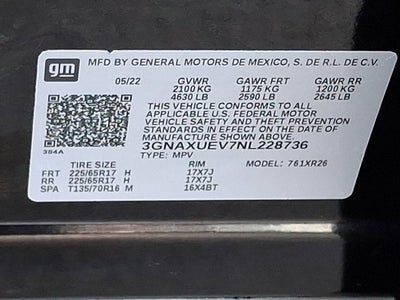 gm MFD BY GENERAL MOTORS DE MEXICO, S. DE R.L. DE C.V.
05/22 GVWR GAWR FRT GAWR RR
2100 KG 1175 KG 1200 KG
4630 LB 2590 LB 2645 LB
THIS VEHICLE CONFORMS TO ALL
APPLICABLE U.S. FEDERAL MOTOR
VEHICLE SAFETY AND THEFT PREVENTION
STANDARDS IN EFFECT ON THE DATE OF
MANUFACTURE SHOWN ABOVE.
384A 3GNAXUEV7NL228736
TYPE: MPV MODEL: 761XR26
TIRE SIZE RIM
FRT 225/65R17 H 17X7J
RR 225/65R17 H 17X7J
SPA T135/70R16 M 16X4BT